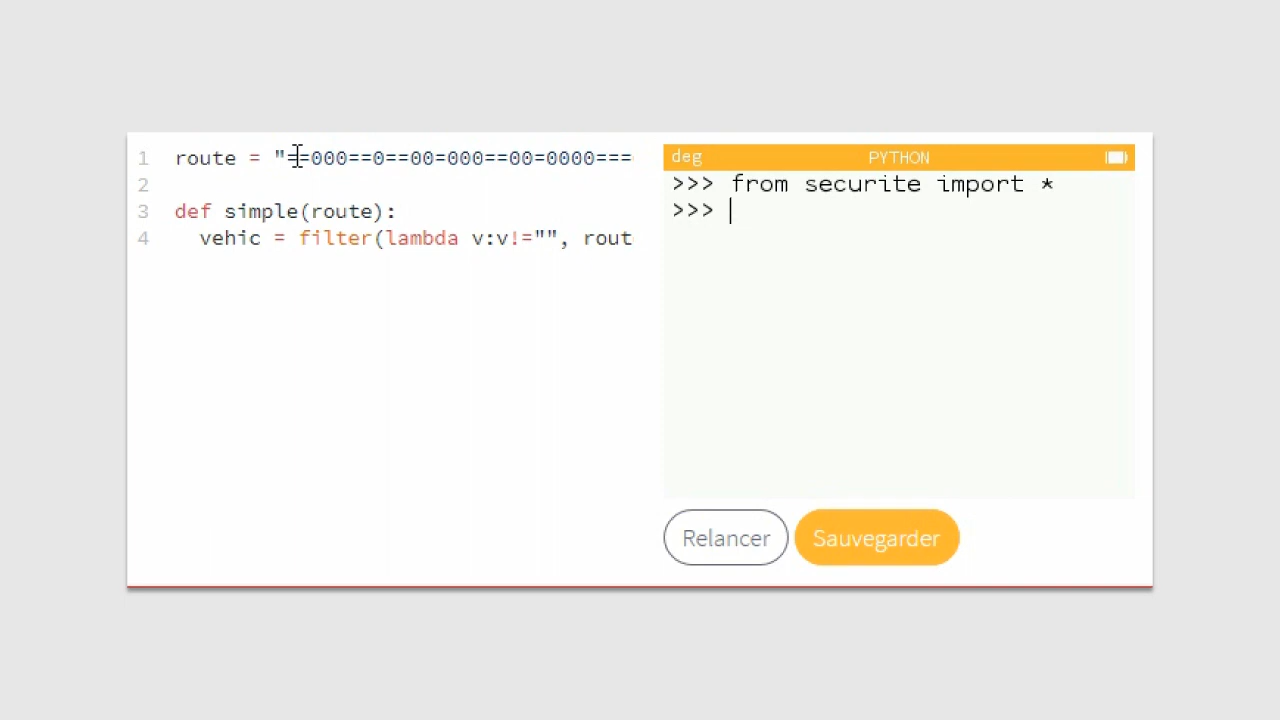 1 route = "==000==0==00=000==00=0000===
2
3 def simple(route):
4 vehic = filter(lambda v:v!="", rout
deg PYTHON
>>> from securite import *
>>>
Relancer Sauvegarder